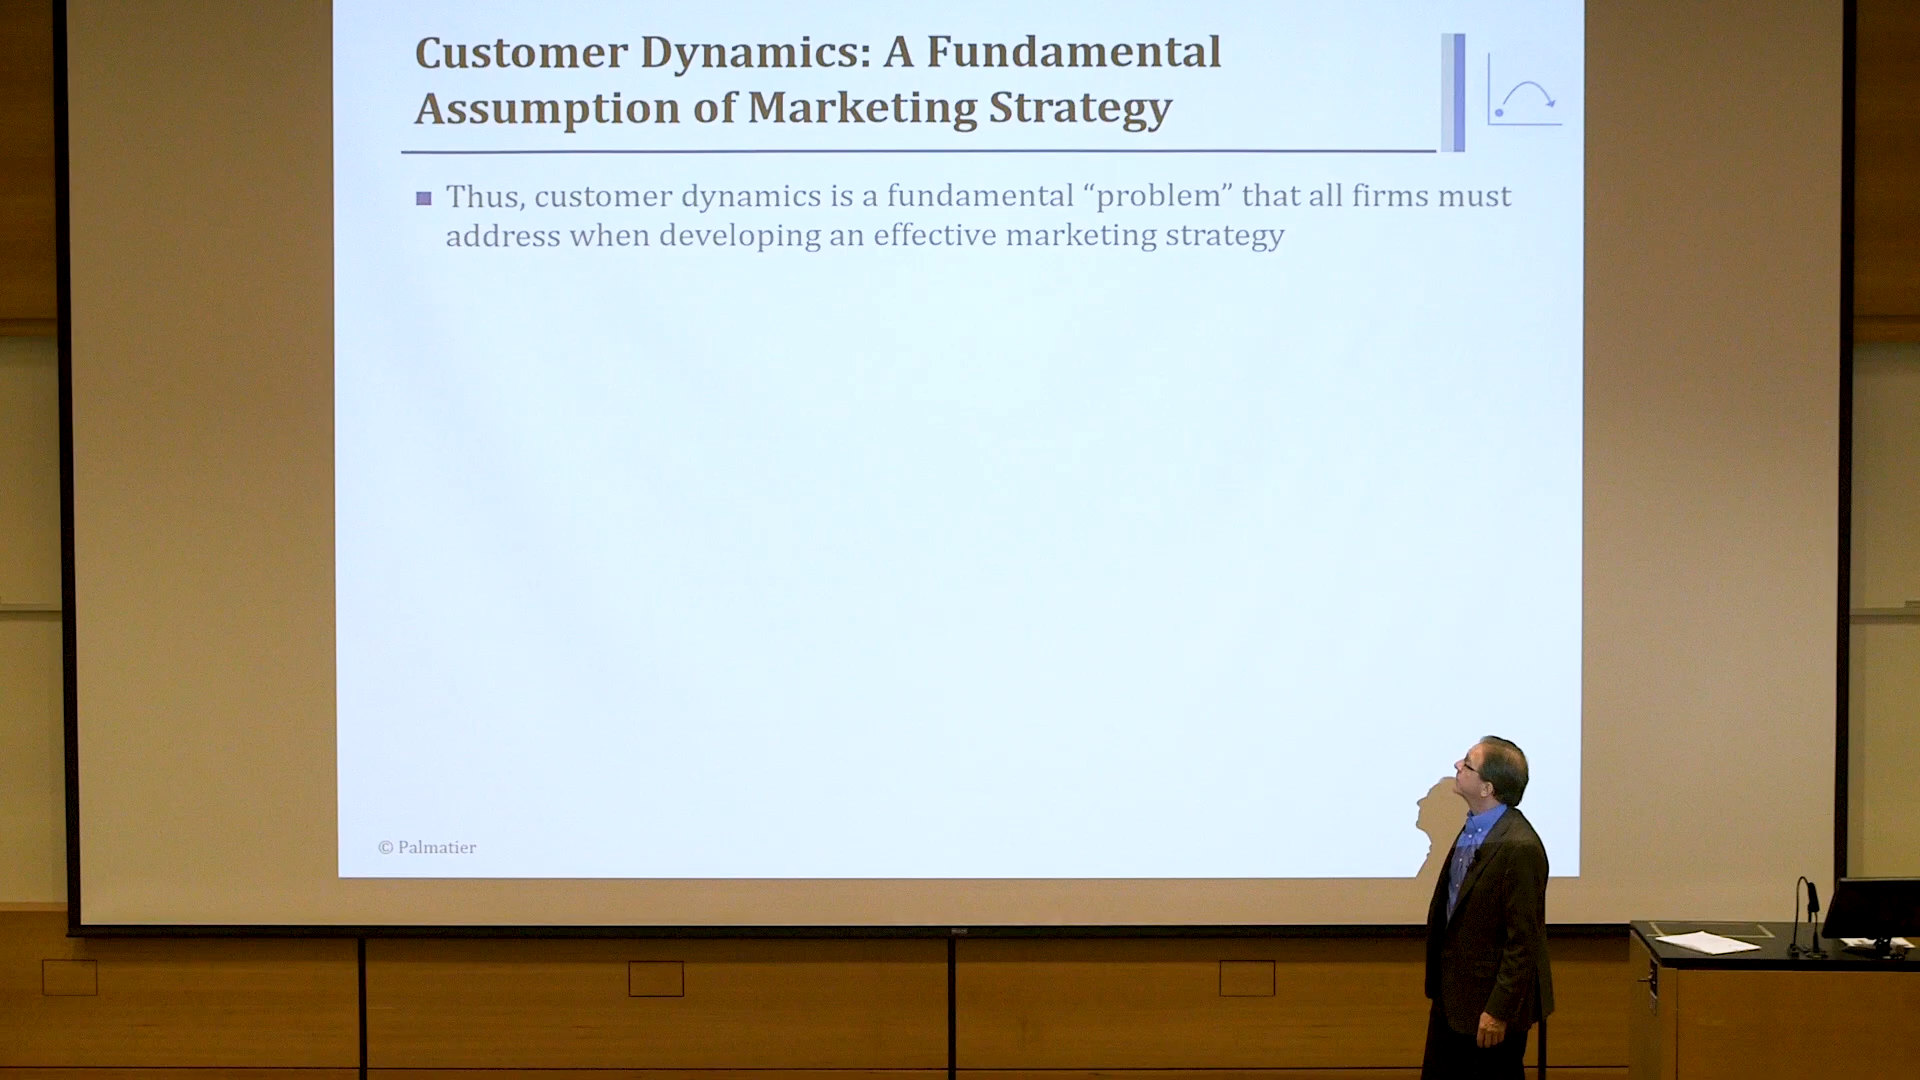 Customer Dynamics: A Fundamental
Assumption of Marketing Strategy
Thus, customer dynamics is a fundamental “problem” that all firms must
address when developing an effective marketing strategy
© Palmatier